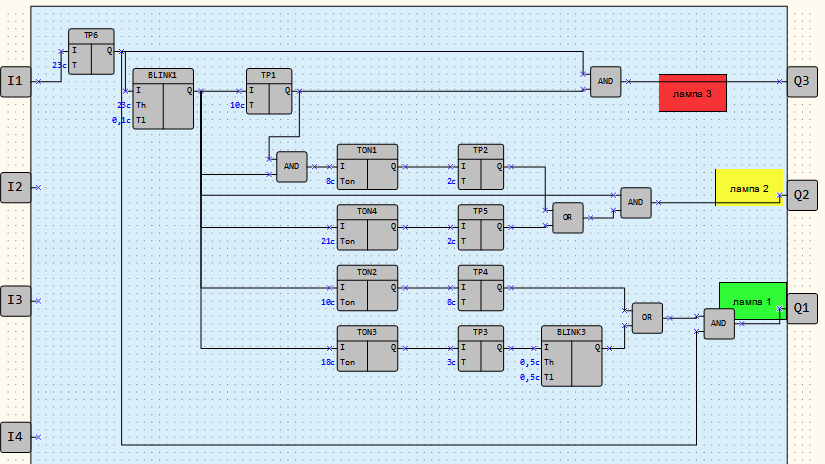 TP6
I Q
23c T
I1
BLINK1
I Q
23c Th
0,1c Tl
TP1
I Q
10c T
AND
лампа 3
Q3
I2
AND
TON1
I Q
8c Ton
TP2
I Q
2c T
лампа 2
Q2
AND
OR
TON4
I Q
21c Ton
TP5
I Q
2c T
I3
TON2
I Q
10c Ton
TP4
I Q
8c T
OR
AND
лампа 1
Q1
TON3
I Q
18c Ton
TP3
I Q
3c T
BLINK3
I Q
0,5c Th
0,5c Tl
I4